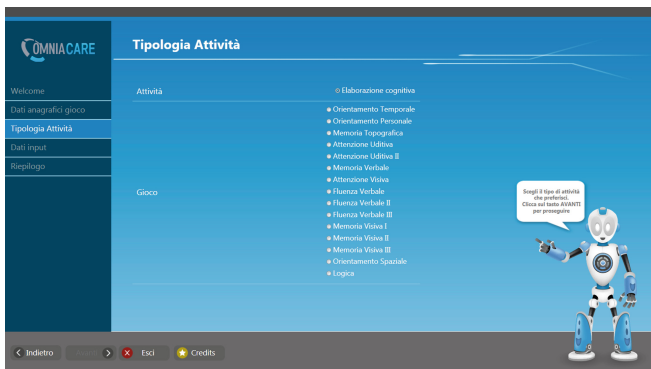 OMNIACARE
Tipologia Attività
Welcome
Dati anagrafici gioco
Tipologia Attività
Dati input
Riepilogo
Attività
Elaborazione cognitiva
Gioco
Orientamento Temporale
Orientamento Personale
Memoria Topografica
Attenzione Uditiva
Attenzione Uditiva II
Memoria Verbale
Attenzione Visiva
Fluenza Verbale
Fluenza Verbale II
Fluenza Verbale III
Memoria Visiva I
Memoria Visiva II
Memoria Visiva III
Orientamento Spaziale
Logica
Scegli il tipo di attività
che preferisci.
Clicca sul tasto AVANTI
per proseguire
Indietro
Esci
Credits